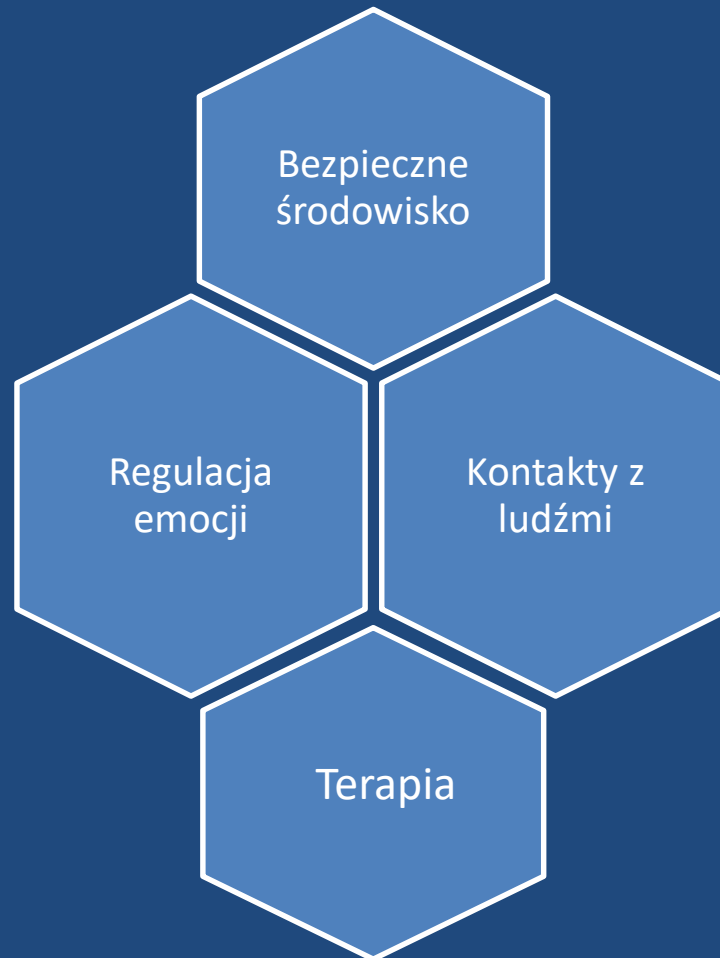 Bezpieczne
środowisko
Regulacja
emocji
Kontakty z
ludźmi
Terapia